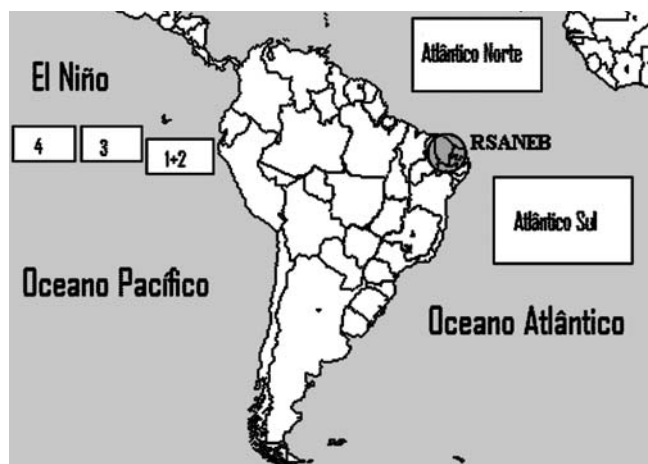 Atlântico Norte
El Niño
RSANEB
4
3
1+2
Atlântico Sul
Oceano Pacífico
Oceano Atlântico